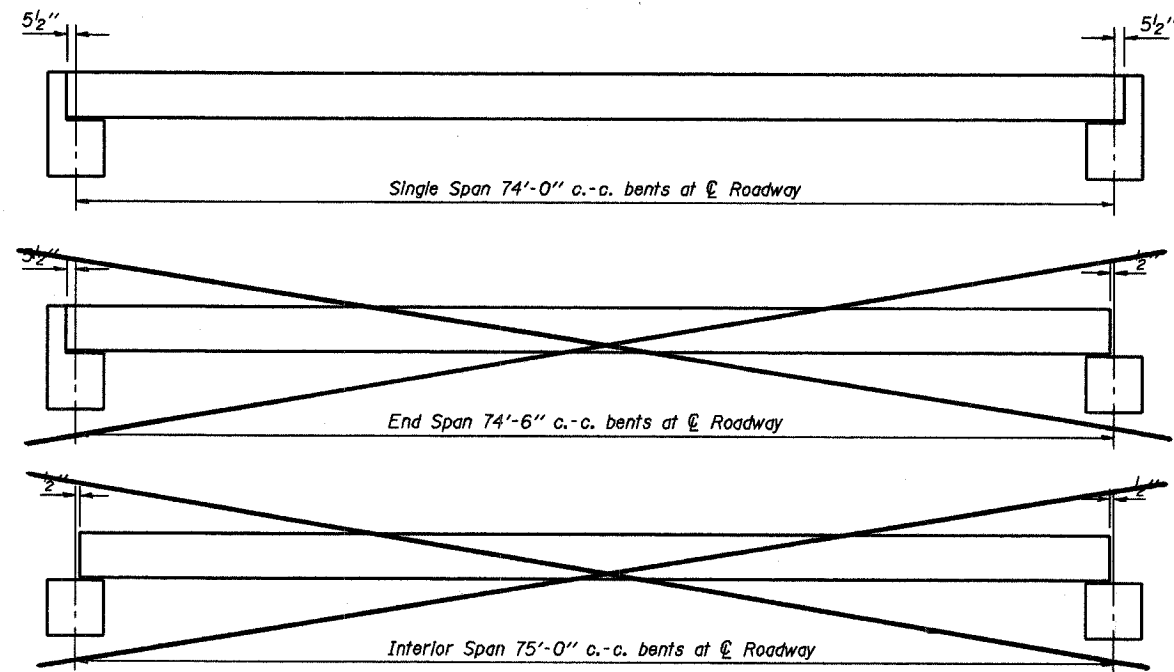 5½" 5½"
Single Span 74'-0" c.-c. bents at ℄ Roadway
5½" ½"
End Span 74'-6" c.-c. bents at ℄ Roadway
½" ½"
Interior Span 75'-0" c.-c. bents at ℄ Roadway